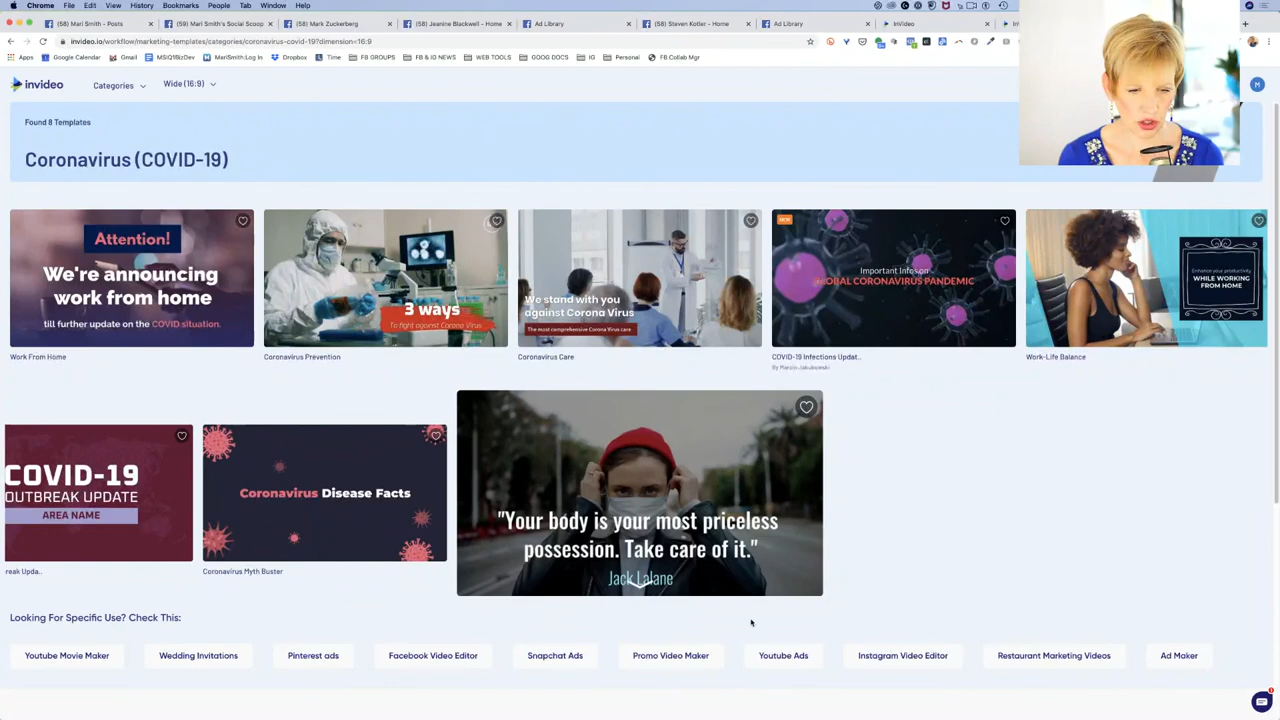 Chrome File Edit View History Bookmarks People Tab Window Help
(58) Mari Smith - Posts
(59) Mari Smith's Social Scoop
(58) Mark Zuckerberg
(58) Jeanine Blackwell - Home
Ad Library
(58) Steven Kotler - Home
Ad Library
InVideo
invideo.io/workflow/marketing-templates/categories/coronavirus-covid-19?dimension=16:9
Apps Google Calendar Gmail MSIQ1BizDev MariSmith:Log In Dropbox Time FB GROUPS FB & IG NEWS WEB TOOLS GOOG DOCS IG Personal FB Collab Mgr
invideo Categories Wide (16:9)
M
Found 8 Templates
Coronavirus (COVID-19)
Attention!
We're announcing
work from home
till further update on the COVID situation.
Work From Home
3 ways
To fight against Corona Virus
Coronavirus Prevention
We stand with you
against Corona Virus
The most comprehensive Corona Virus care
Coronavirus Care
NEW
Important Infos on
GLOBAL CORONAVIRUS PANDEMIC
COVID-19 Infections Updat..
By Marcin Jakubowski
Enhance your productivity
WHILE WORKING
FROM HOME
Work-Life Balance
COVID-19
OUTBREAK UPDATE
AREA NAME
reak Upda..
Coronavirus Disease Facts
Coronavirus Myth Buster
"Your body is your most priceless
possession. Take care of it."
Jack Lalane
Looking For Specific Use? Check This:
Youtube Movie Maker
Wedding Invitations
Pinterest ads
Facebook Video Editor
Snapchat Ads
Promo Video Maker
Youtube Ads
Instagram Video Editor
Restaurant Marketing Videos
Ad Maker